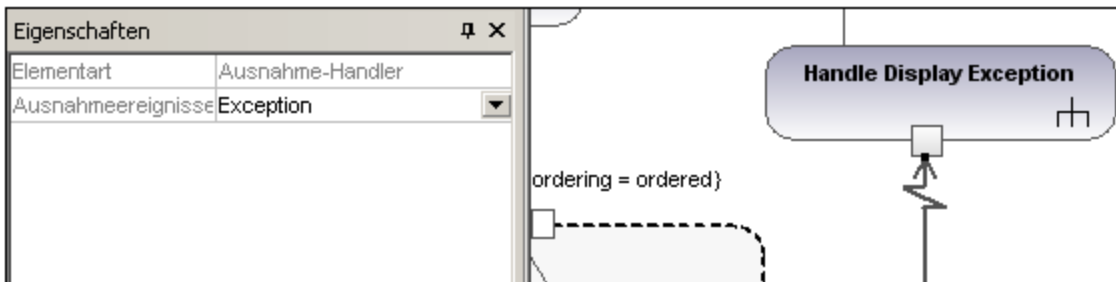 Eigenschaften
Elementart Ausnahme-Handler
Ausnahmeereignisse Exception
Handle Display Exception
ordering = ordered}